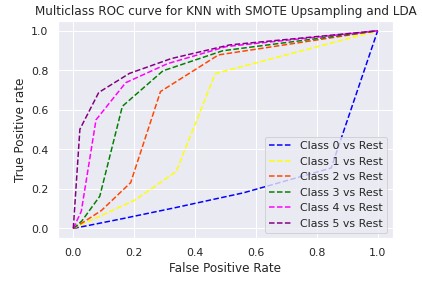 Multiclass ROC curve for KNN with SMOTE Upsampling and LDA
True Positive rate
1.0
0.8
0.6
0.4
0.2
0.0
Class 0 vs Rest
Class 1 vs Rest
Class 2 vs Rest
Class 3 vs Rest
Class 4 vs Rest
Class 5 vs Rest
0.0 0.2 0.4 0.6 0.8 1.0
False Positive Rate